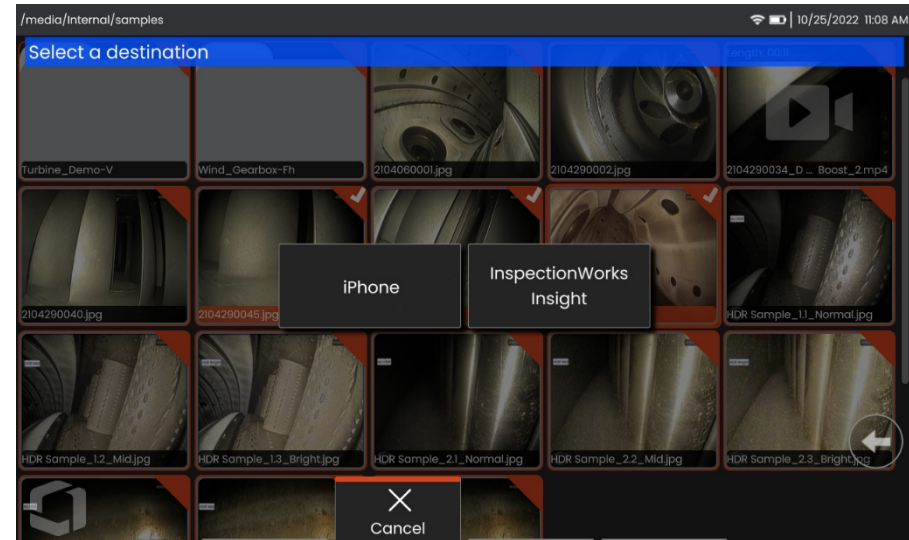 /media/Internal/samples
10/25/2022 11:08 AM
Select a destination
Length: 00:11
Turbine_Demo-V
Wind_Gearbox-Fh
2104060001.jpg
2104290002.jpg
2104290034_D ... Boost_2.mp4
iPhone
InspectionWorks
Insight
2104290040.jpg
2104290045.jpg
HDR Sample_1.1_Normal.jpg
HDR Sample_1.2_Mid.jpg
HDR Sample_1.3_Bright.jpg
HDR Sample_2.1_Normal.jpg
HDR Sample_2.2_Mid.jpg
HDR Sample_2.3_Bright.jpg
Cancel